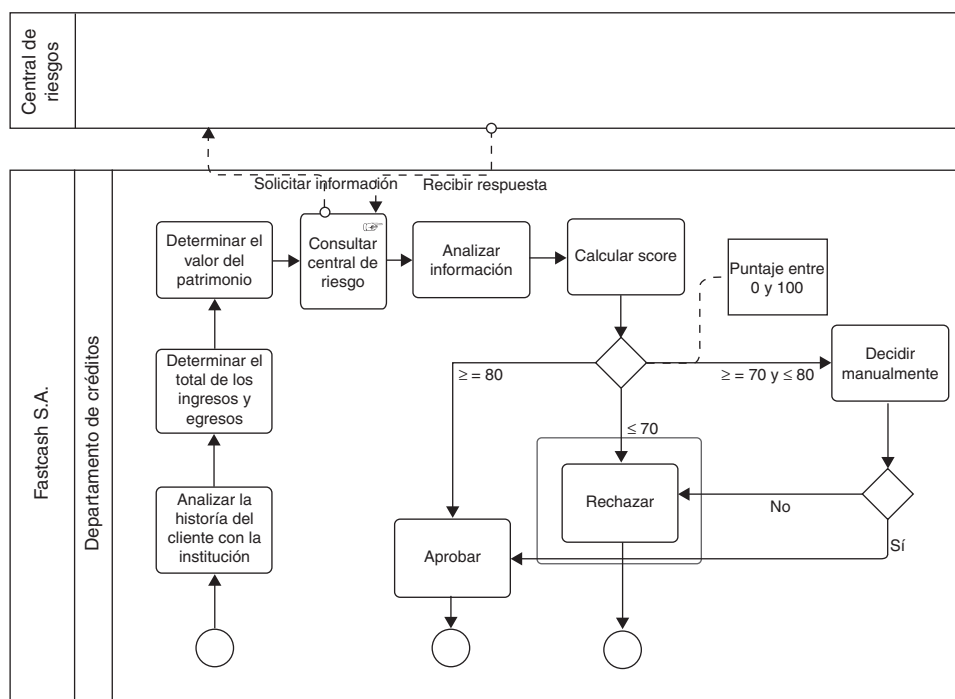 Central de
riesgos
Fastcash S.A.
Departamento de créditos
Solicitar información
Recibir respuesta
Determinar el
valor del
patrimonio
Consultar
central de
riesgo
Analizar
información
Calcular score
Puntaje entre
0 y 100
Determinar el
total de los
ingresos y
egresos
≥ = 80
≥ = 70 y ≤ 80
Decidir
manualmente
≤ 70
Analizar la
historía del
cliente con la
institución
Rechazar
No
Aprobar
Sí